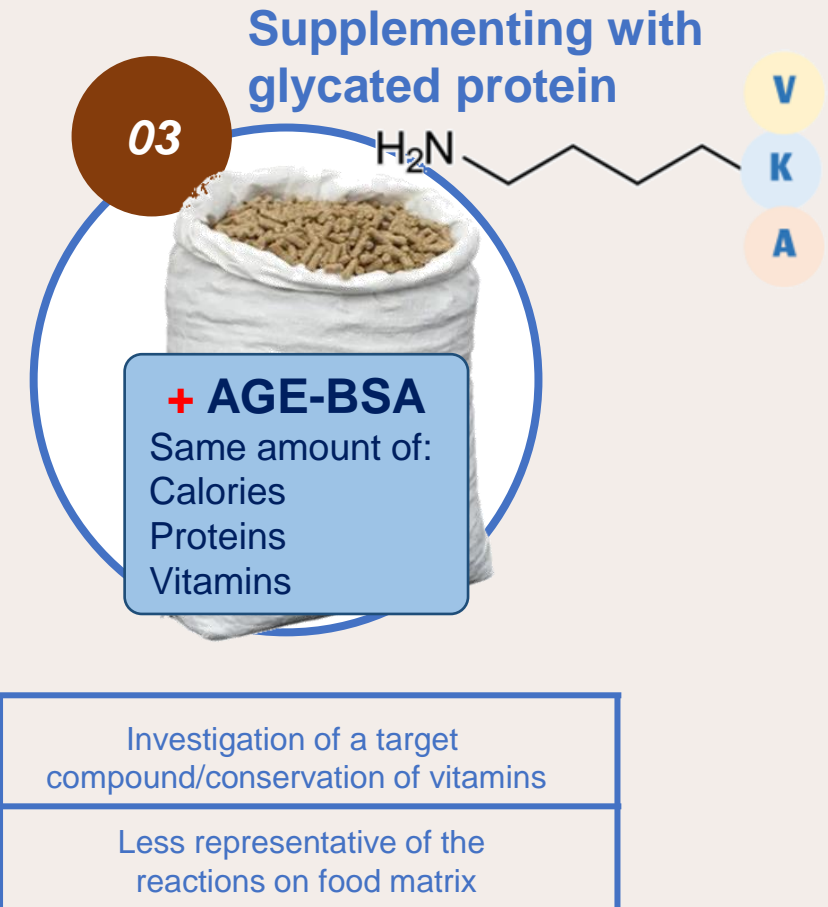 Supplementing with
glycated protein
03
H₂N
V
K
A
+ AGE-BSA
Same amount of:
Calories
Proteins
Vitamins
Investigation of a target
compound/conservation of vitamins
Less representative of the
reactions on food matrix